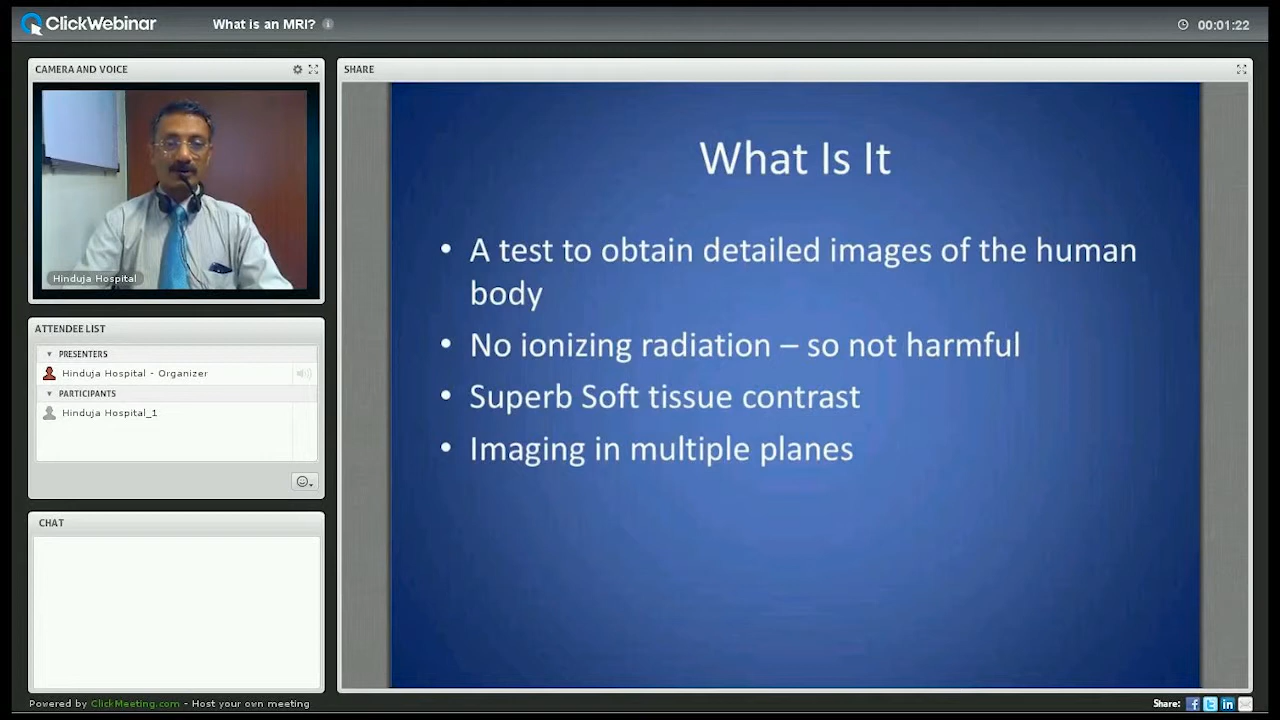 ClickWebinar
What is an MRI?
00:01:22
CAMERA AND VOICE
Hinduja Hospital
ATTENDEE LIST
PRESENTERS
Hinduja Hospital - Organizer
PARTICIPANTS
Hinduja Hospital_1
CHAT
SHARE
What Is It
• A test to obtain detailed images of the human
body
• No ionizing radiation – so not harmful
• Superb Soft tissue contrast
• Imaging in multiple planes
Powered by ClickMeeting.com - Host your own meeting
Share: